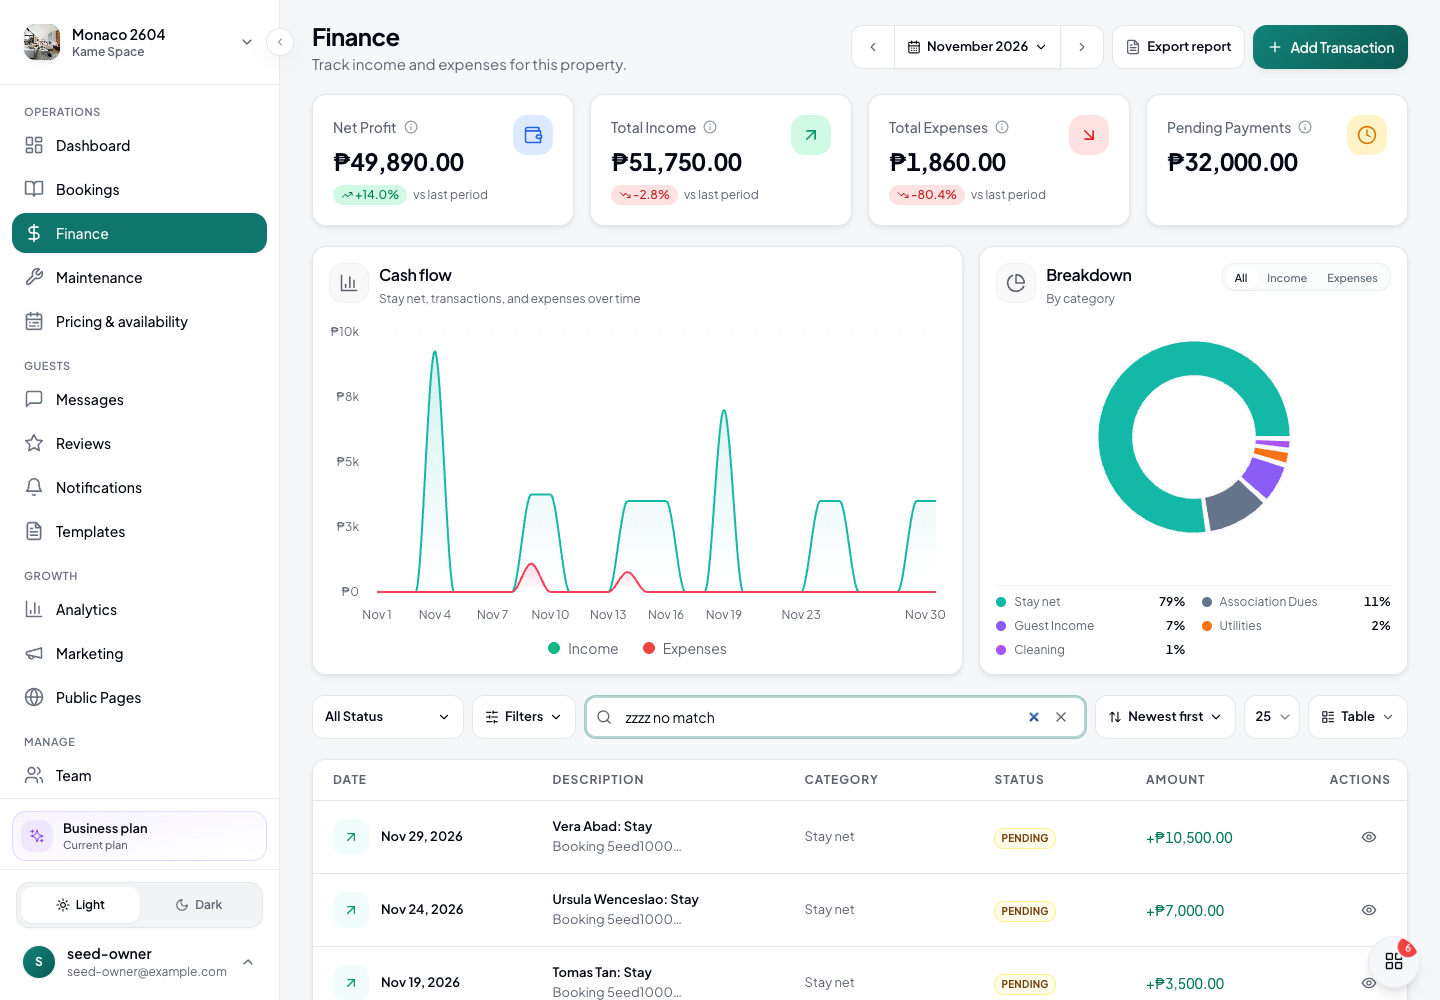 Monaco 2604
Kame Space
OPERATIONS
Dashboard
Bookings
Finance
Maintenance
Pricing & availability
GUESTS
Messages
Reviews
Notifications
Templates
GROWTH
Analytics
Marketing
Public Pages
MANAGE
Team
Business plan
Current plan
Light
Dark
S
seed-owner
seed-owner@example.com
Finance
Track income and expenses for this property.
November 2026
Export report
Add Transaction
Net Profit
₱49,890.00
+14.0% vs last period
Total Income
₱51,750.00
-2.8% vs last period
Total Expenses
₱1,860.00
-80.4% vs last period
Pending Payments
₱32,000.00
Cash flow
Stay net, transactions, and expenses over time
₱10k
₱8k
₱5k
₱3k
₱0
Nov 1 Nov 4 Nov 7 Nov 10 Nov 13 Nov 16 Nov 19 Nov 23 Nov 30
Income Expenses
Breakdown
By category
All Income Expenses
Stay net 79% Association Dues 11%
Guest Income 7% Utilities 2%
Cleaning 1%
All Status
Filters
zzzz no match
Newest first
25
Table
DATE DESCRIPTION CATEGORY STATUS AMOUNT ACTIONS
Nov 29, 2026 Vera Abad: Stay Stay net PENDING +₱10,500.00
Booking 5eed1000...
Nov 24, 2026 Ursula Wenceslao: Stay Stay net PENDING +₱7,000.00
Booking 5eed1000...
Nov 19, 2026 Tomas Tan: Stay Stay net PENDING +₱3,500.00
Booking 5eed1000...
6